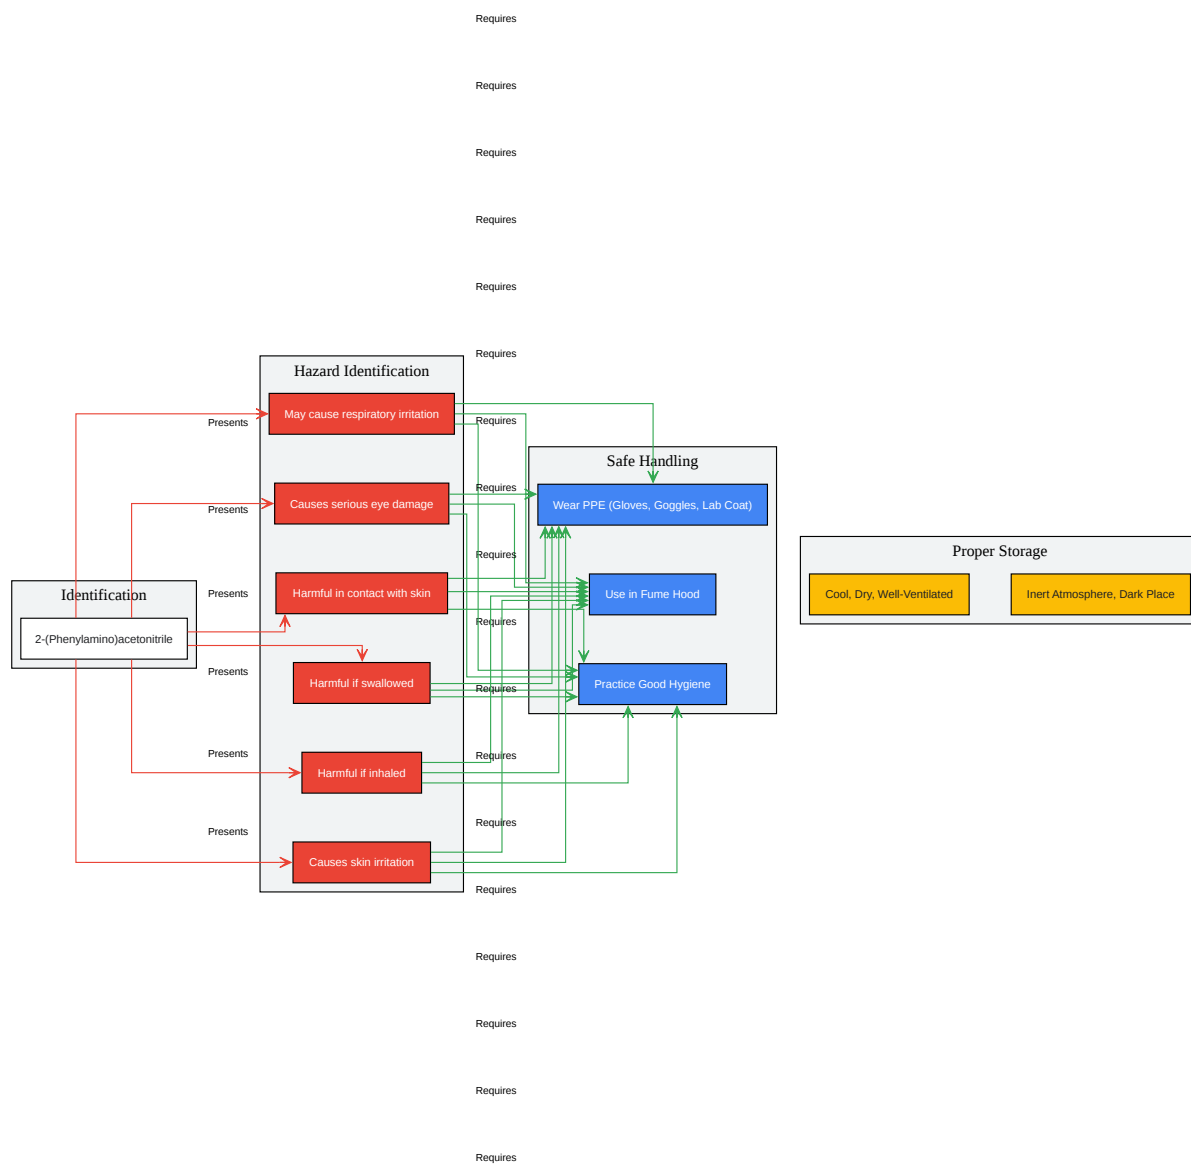 Requires
Requires
Requires
Requires
Requires
Requires
Identification
2-(Phenylamino)acetonitrile
Presents
Presents
Presents
Presents
Presents
Presents
Hazard Identification
May cause respiratory irritation
Causes serious eye damage
Harmful in contact with skin
Harmful if swallowed
Harmful if inhaled
Causes skin irritation
Requires
Requires
Requires
Requires
Requires
Requires
Requires
Requires
Safe Handling
Wear PPE (Gloves, Goggles, Lab Coat)
Use in Fume Hood
Practice Good Hygiene
Proper Storage
Cool, Dry, Well-Ventilated
Inert Atmosphere, Dark Place
Requires
Requires
Requires
Requires